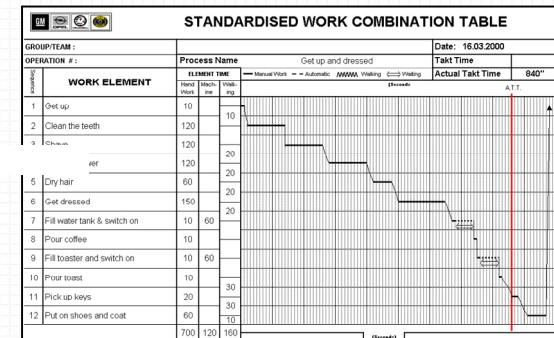 GM OPEL
STANDARDISED WORK COMBINATION TABLE
GROUP/TEAM :
Date: 16.03.2000
OPERATION # :
Process Name
Get up and dressed
Takt Time
Sequence
WORK ELEMENT
ELEMENT TIME
Hand Work
Mach- ine
Walk- ing
Manual Work
Automatic
Walking
Waiting
(Seconds
Actual Takt Time
840"
A.T.T.
1 Get up 10
10
2 Clean the teeth 120
3 Shave 120
20
ver 120
20
5 Dry hair 60
20
6 Get dressed 150
20
7 Fill water tank & switch on 10 60
8 Pour coffee 10
9 Fill toaster and switch on 10 60
10 Pour toast 10
30
11 Pick up keys 20
30
12 Put on shoes and coat 60
10
700 120 160
(Seconds)